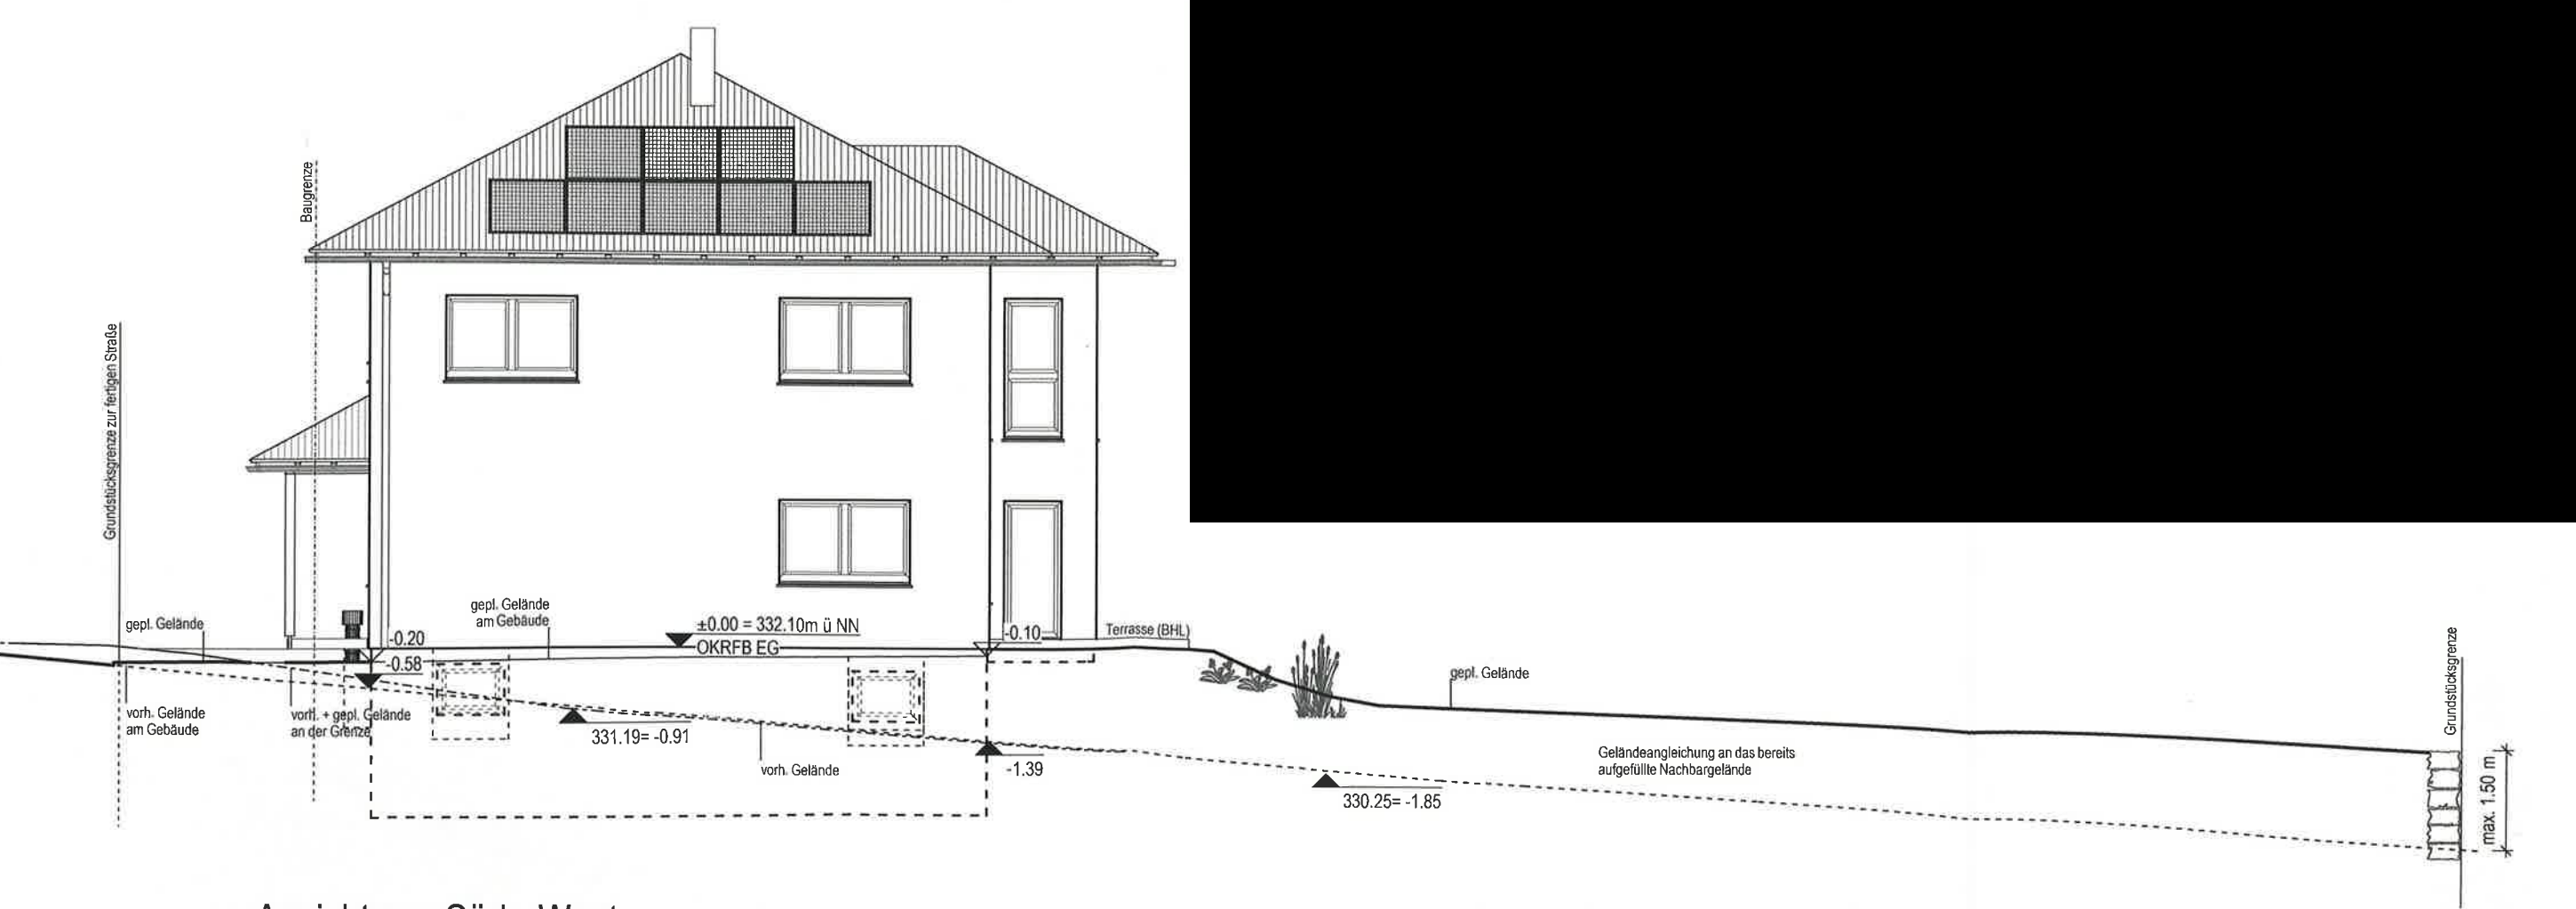 Baugrenze
Grundstücksgrenze zur fertigen Straße
gepl. Gelände
gepl. Gelände
am Gebäude
±0.00 = 332.10m ü NN
OKRFB EG
-0.20
-0.58
-0.10
Terrasse (BHL)
vorh. Gelände
am Gebäude
vorh. + gepl. Gelände
an der Grenze
331.19= -0.91
vorh. Gelände
-1.39
330.25= -1.85
gepl. Gelände
Geländeangleichung an das bereits
aufgefüllte Nachbargelände
Grundstücksgrenze
max. 1.50 m